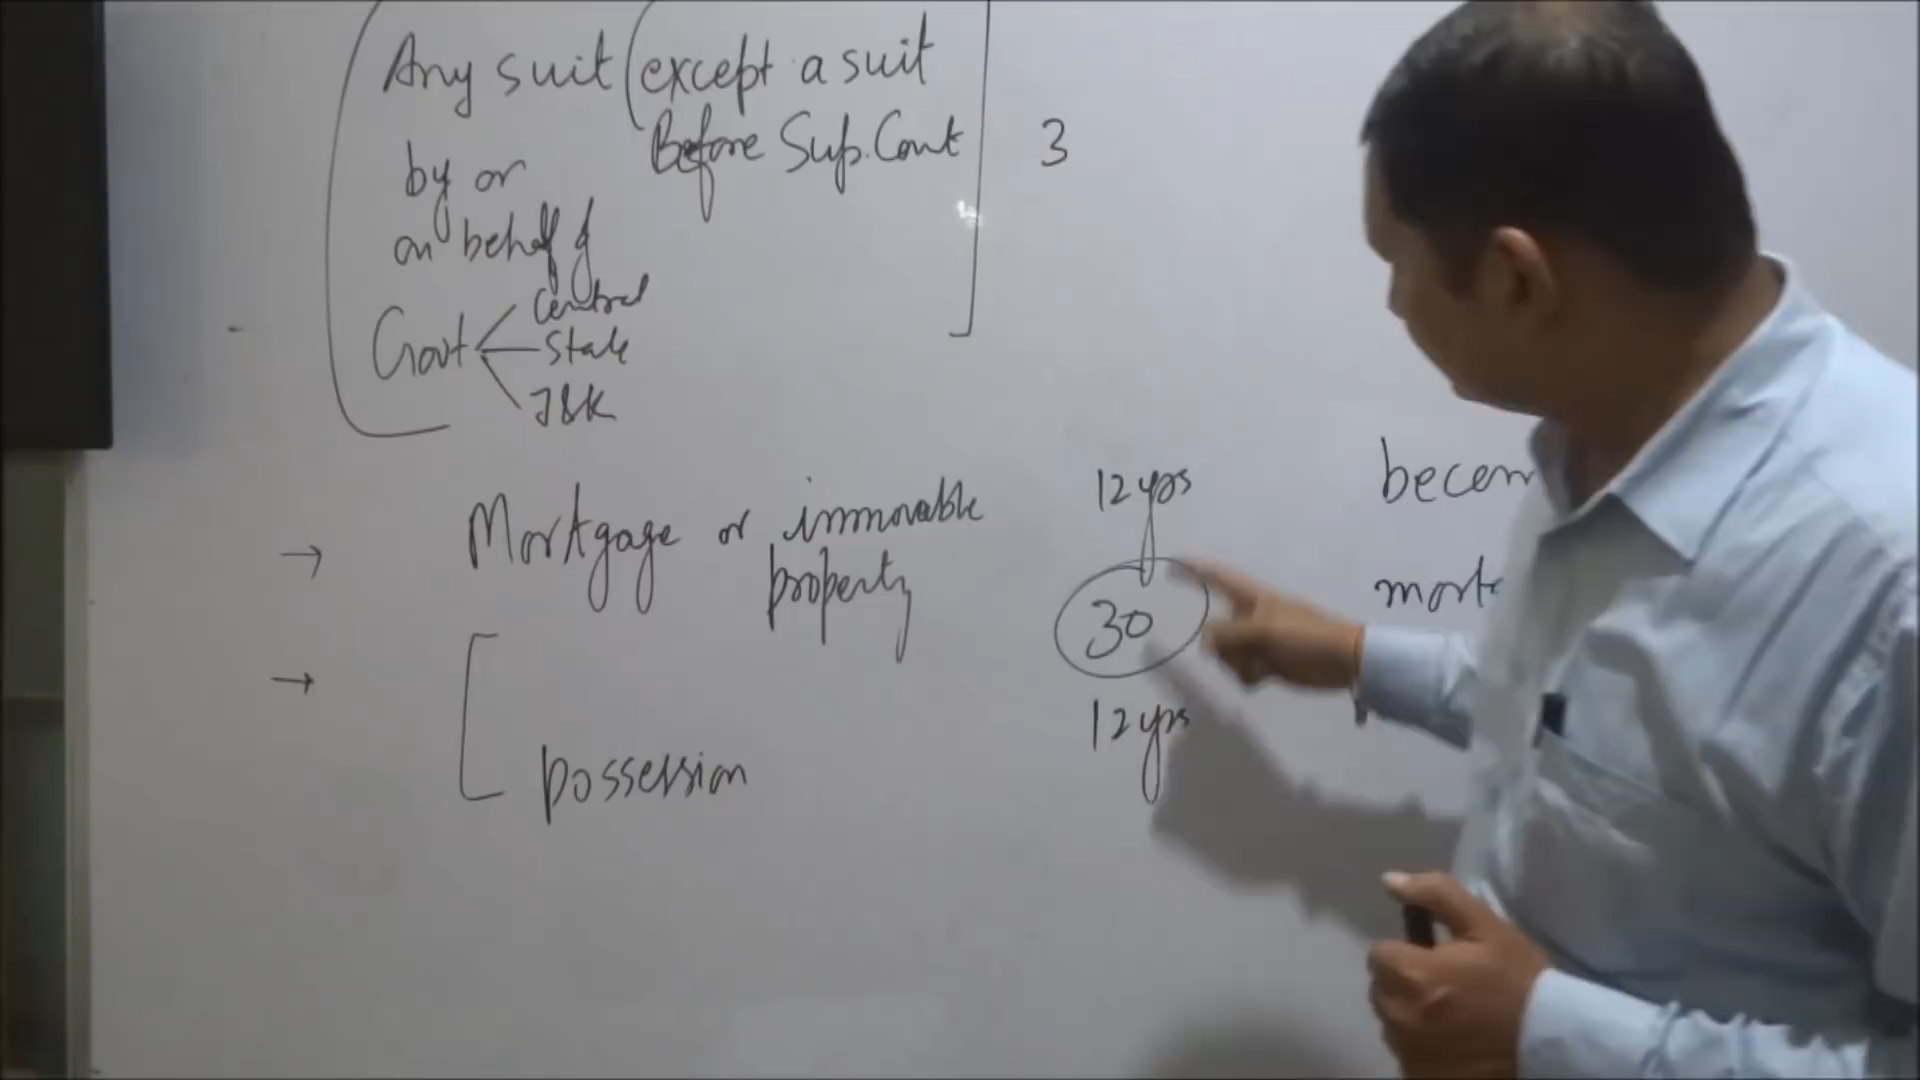 Any suit (except a suit
Before Sup. Court
3
by or
on behalf of
Govt
Central
State
J&K
→ Mortgage or immovable
property
12 yrs
30
→ [ possession
12 yrs
becom
mort